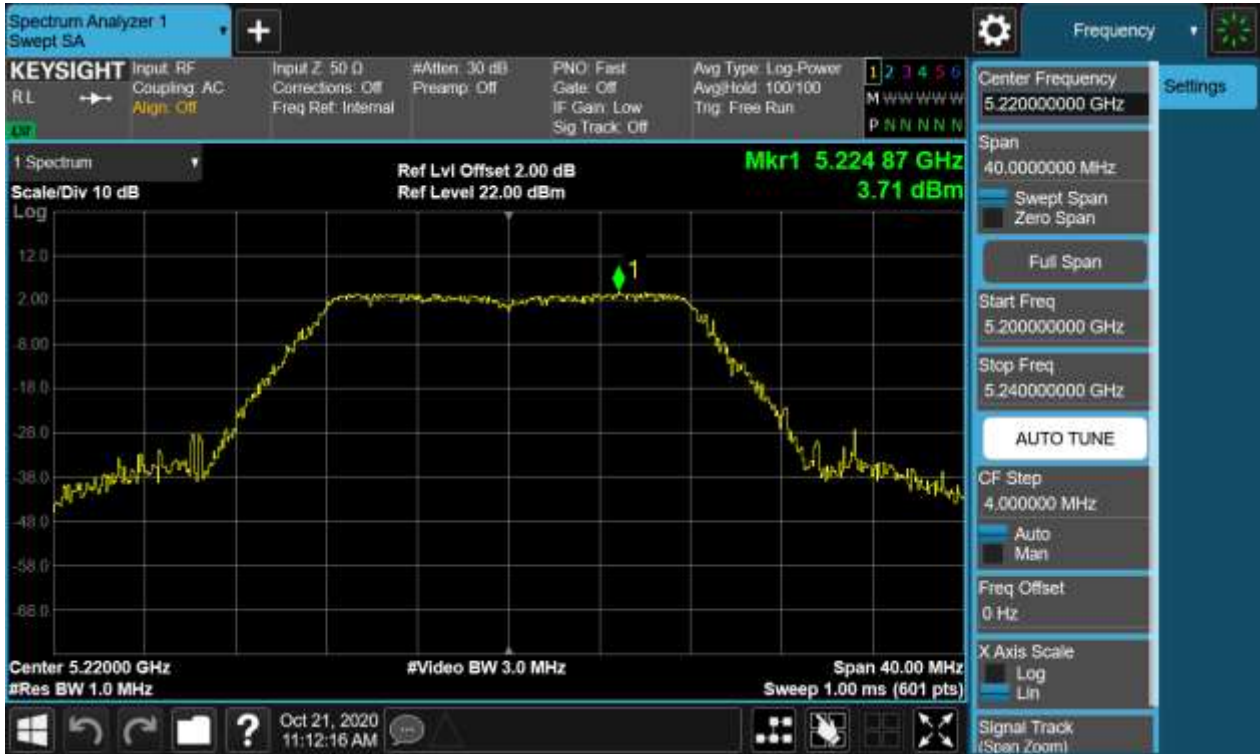 Spectrum Analyzer 1
Swept SA
+
Frequency
KEYSIGHT
RL
Input: RF
Coupling: AC
Align: Off
Input Z: 50 Ω
Corrections: Off
Freq Ref: Internal
#Atten: 30 dB
Preamp: Off
PNO: Fast
Gate: Off
IF Gain: Low
Sig Track: Off
Avg Type: Log-Power
Avg|Hold: 100/100
Trig: Free Run
1 2 3 4 5 6
M W W W W W
P N N N N N
1 Spectrum
Scale/Div 10 dB
Ref Lvl Offset 2.00 dB
Ref Level 22.00 dBm
Mkr1 5.224 87 GHz
3.71 dBm
Log
12.0
2.00
-8.00
-18.0
-28.0
-38.0
-48.0
-58.0
-68.0
1
Center 5.22000 GHz
#Res BW 1.0 MHz
#Video BW 3.0 MHz
Span 40.00 MHz
Sweep 1.00 ms (601 pts)
?
Oct 21, 2020
11:12:16 AM
Center Frequency
5.220000000 GHz
Span
40.0000000 MHz
Swept Span
Zero Span
Full Span
Start Freq
5.200000000 GHz
Stop Freq
5.240000000 GHz
AUTO TUNE
CF Step
4.000000 MHz
Auto
Man
Freq Offset
0 Hz
X Axis Scale
Log
Lin
Signal Track
(Span Zoom)
Settings